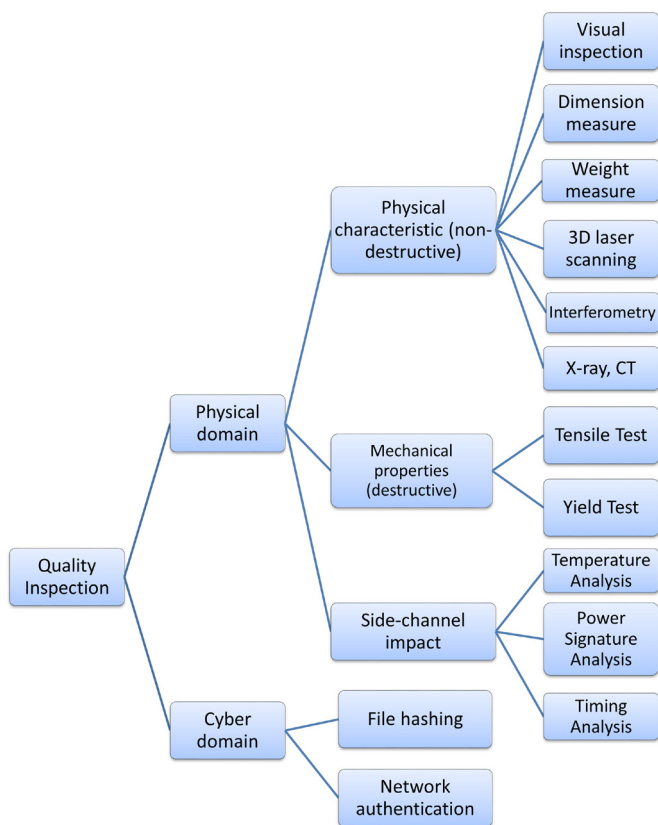 Quality
Inspection
Physical
domain
Physical
characteristic (non-
destructive)
Visual
inspection
Dimension
measure
Weight
measure
3D laser
scanning
Interferometry
X-ray, CT
Mechanical
properties
(destructive)
Tensile Test
Yield Test
Side-channel
impact
Temperature
Analysis
Power
Signature
Analysis
Timing
Analysis
Cyber
domain
File hashing
Network
authentication